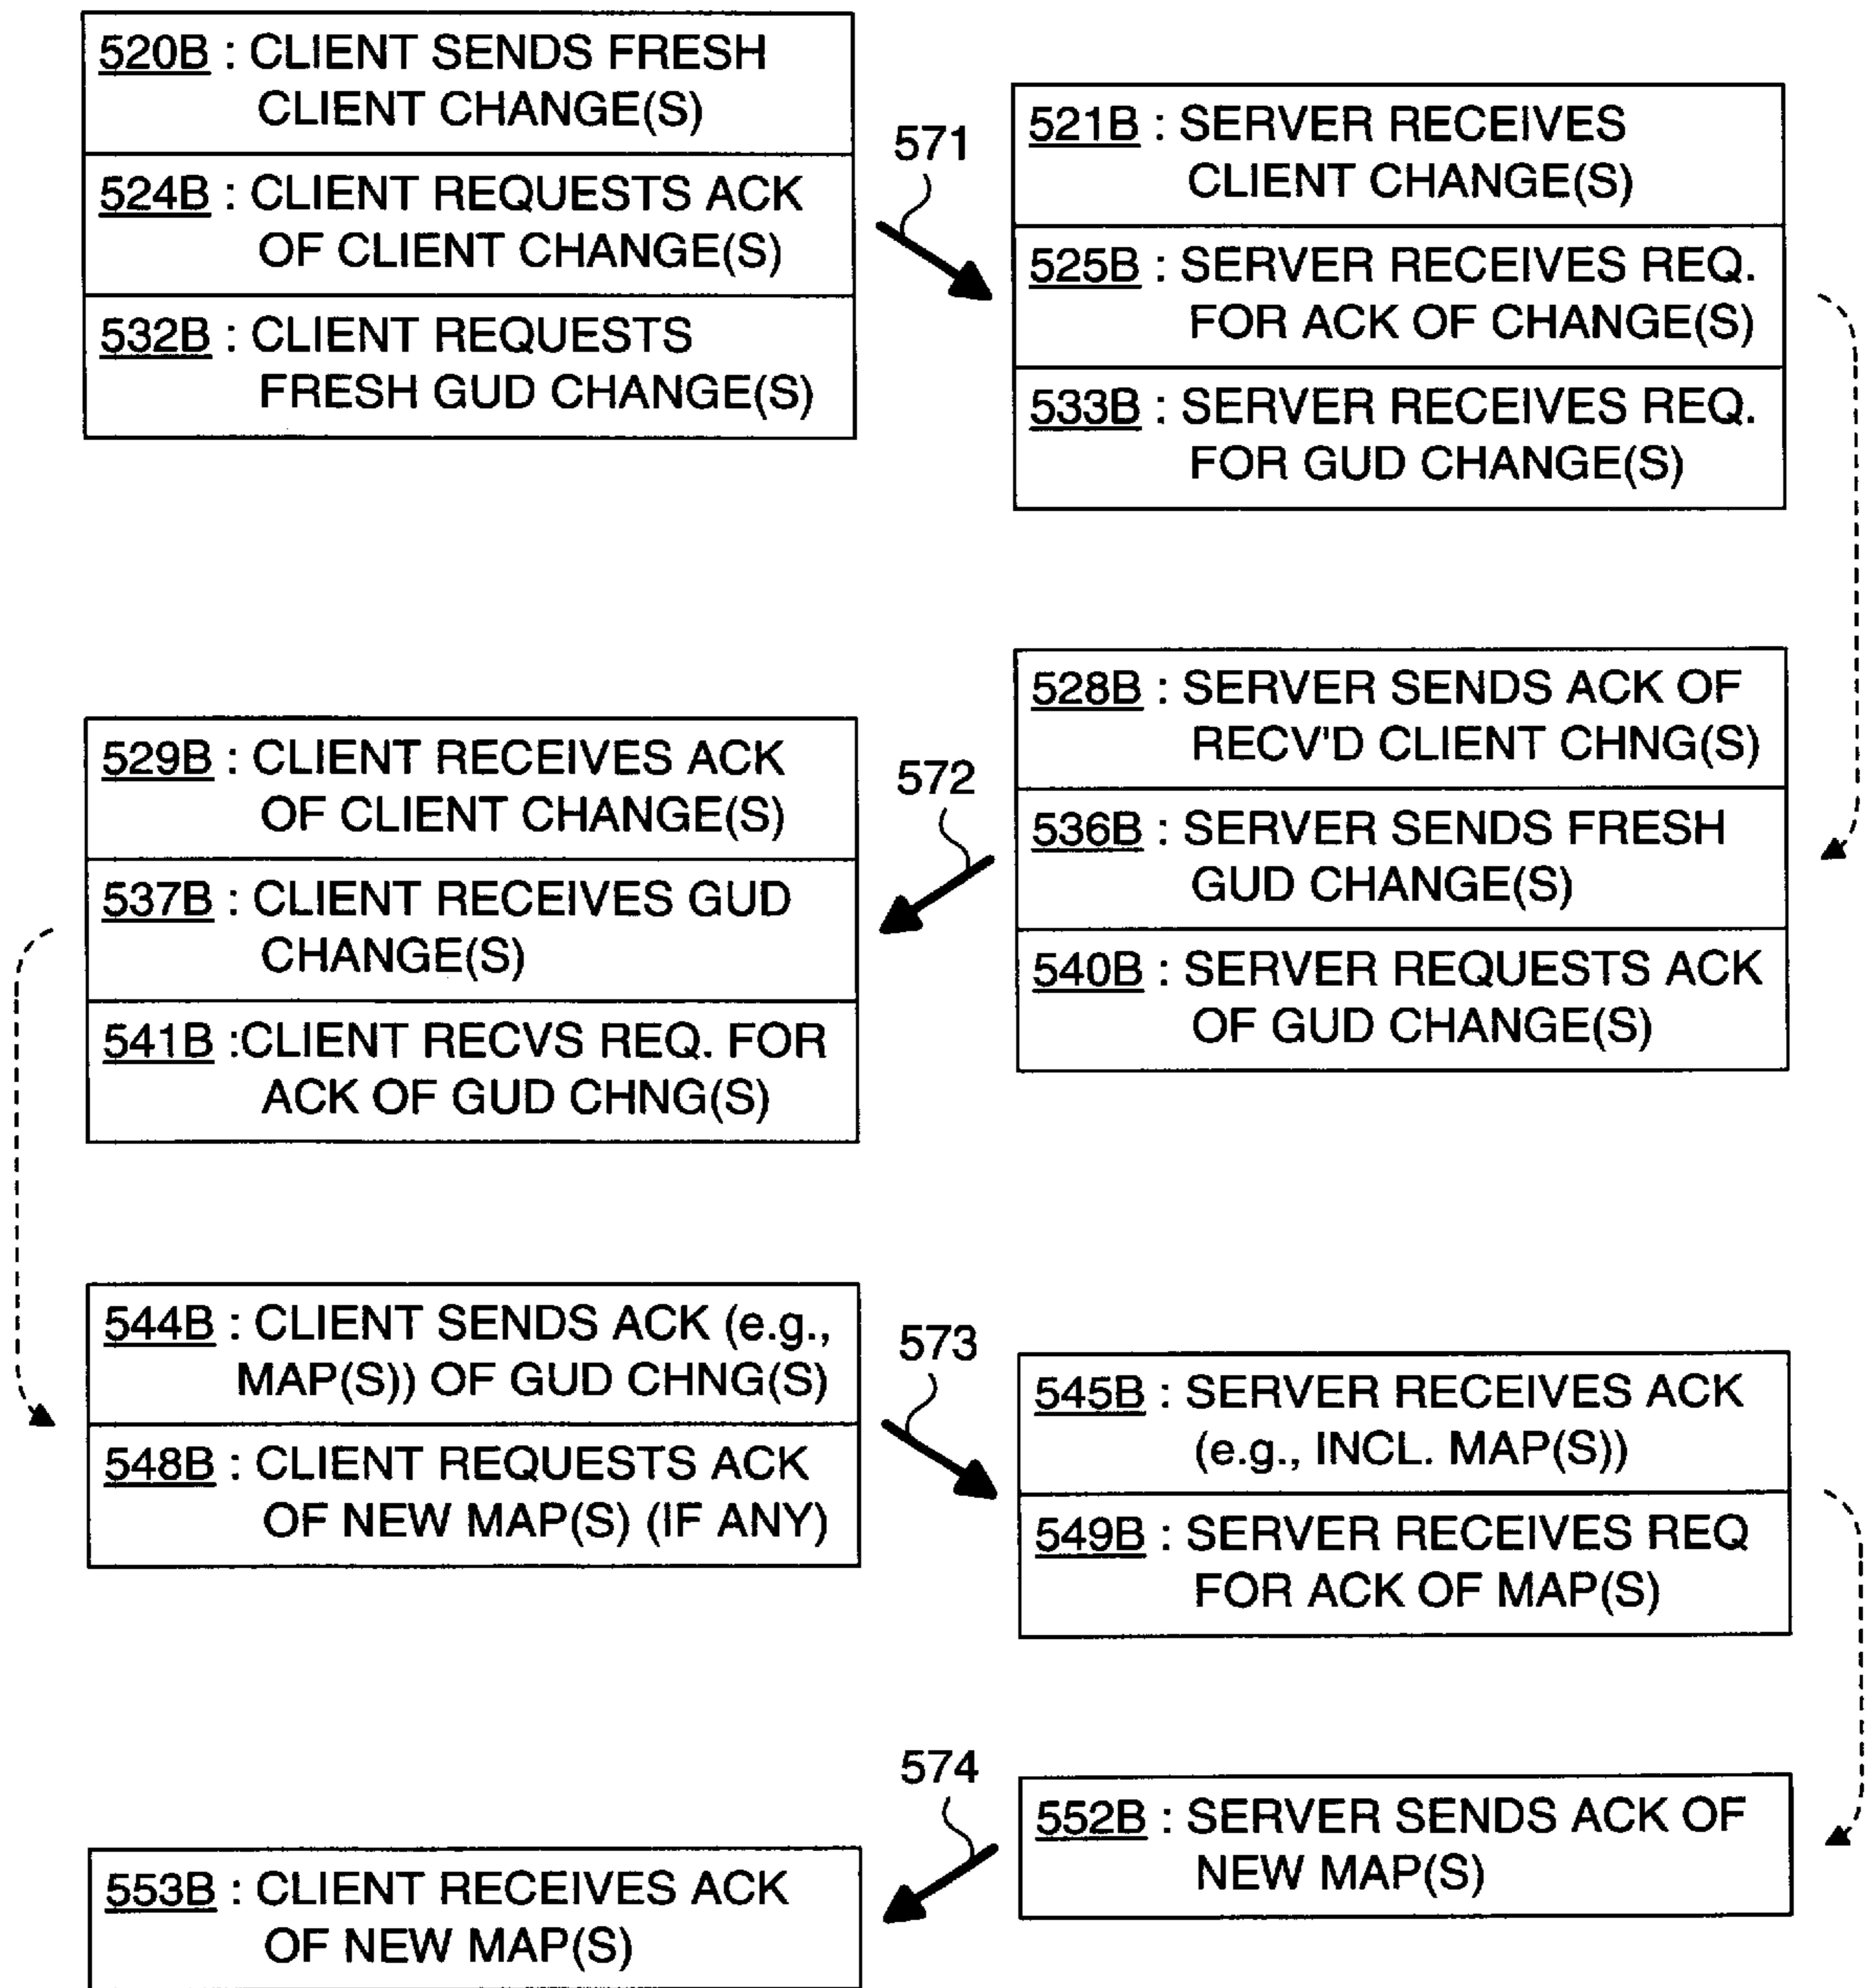 520B : CLIENT SENDS FRESH
CLIENT CHANGE(S)
524B : CLIENT REQUESTS ACK
OF CLIENT CHANGE(S)
532B : CLIENT REQUESTS
FRESH GUD CHANGE(S)
571
521B : SERVER RECEIVES
CLIENT CHANGE(S)
525B : SERVER RECEIVES REQ.
FOR ACK OF CHANGE(S)
533B : SERVER RECEIVES REQ.
FOR GUD CHANGE(S)
528B : SERVER SENDS ACK OF
RECV'D CLIENT CHNG(S)
536B : SERVER SENDS FRESH
GUD CHANGE(S)
540B : SERVER REQUESTS ACK
OF GUD CHANGE(S)
572
529B : CLIENT RECEIVES ACK
OF CLIENT CHANGE(S)
537B : CLIENT RECEIVES GUD
CHANGE(S)
541B :CLIENT RECVS REQ. FOR
ACK OF GUD CHNG(S)
544B : CLIENT SENDS ACK (e.g.,
MAP(S)) OF GUD CHNG(S)
548B : CLIENT REQUESTS ACK
OF NEW MAP(S) (IF ANY)
573
545B : SERVER RECEIVES ACK
(e.g., INCL. MAP(S))
549B : SERVER RECEIVES REQ
FOR ACK OF MAP(S)
552B : SERVER SENDS ACK OF
NEW MAP(S)
574
553B : CLIENT RECEIVES ACK
OF NEW MAP(S)